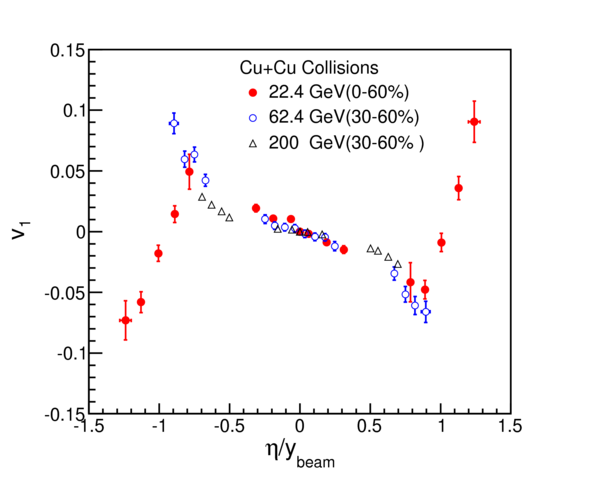 0.15
Cu+Cu Collisions
22.4 GeV(0-60%)
0.1
62.4 GeV(30-60%)
200 GeV(30-60% )
0.05
0
-0.05
-0.1
-0.15
v1
-1.5 -1 -0.5 0 0.5 1 1.5
η/ybeam